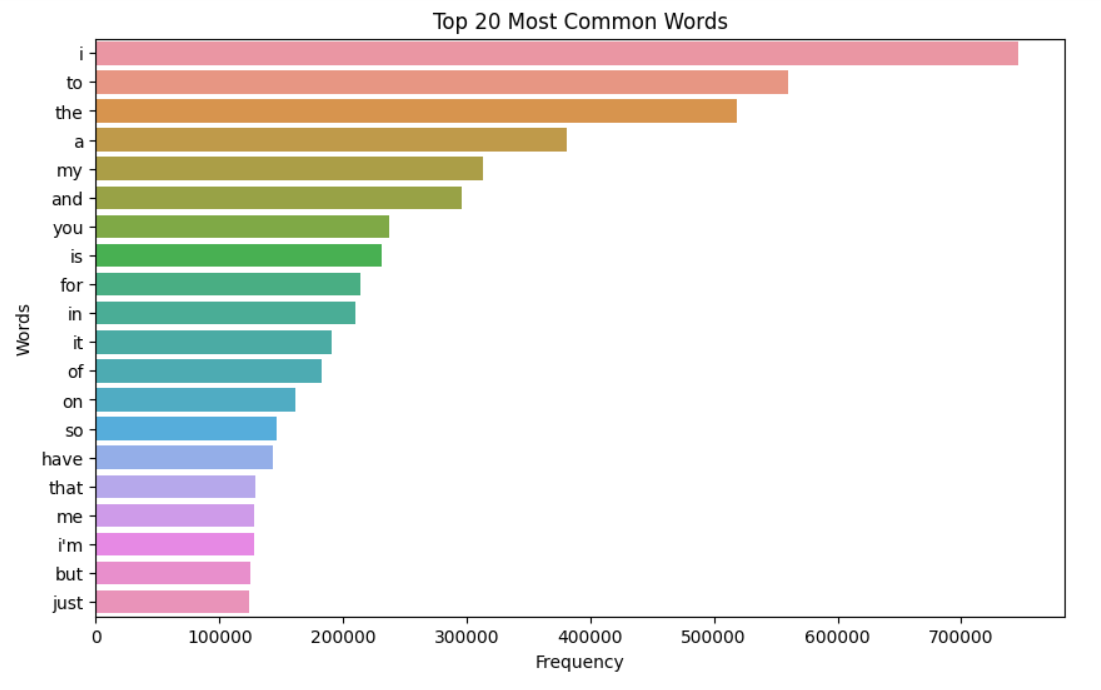 Top 20 Most Common Words
Words
i
to
the
a
my
and
you
is
for
in
it
of
on
so
have
that
me
i'm
but
just
0 100000 200000 300000 400000 500000 600000 700000
Frequency